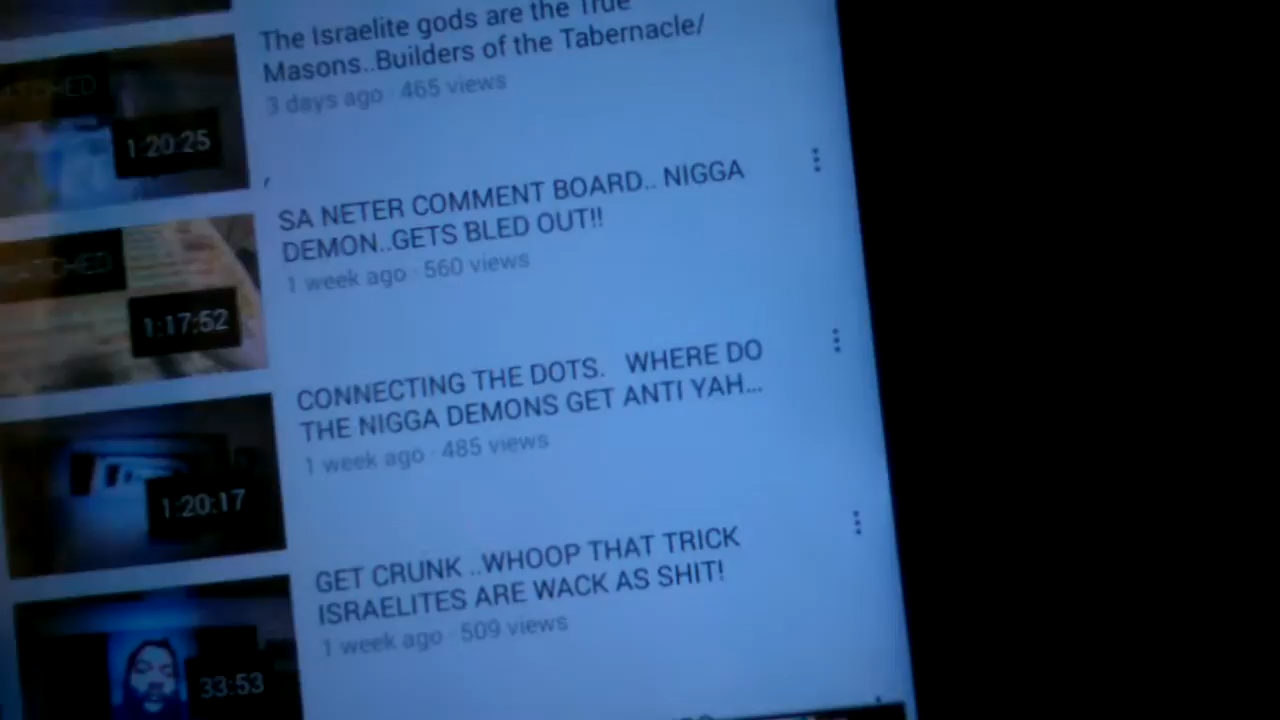 The Israelite gods are the True
Masons..Builders of the Tabernacle/
3 days ago · 465 views
WATCHED
1:20:25
SA NETER COMMENT BOARD.. NIGGA
DEMON..GETS BLED OUT!!
1 week ago · 560 views
WATCHED
1:17:52
CONNECTING THE DOTS. WHERE DO
THE NIGGA DEMONS GET ANTI YAH...
1 week ago · 485 views
1:20:17
GET CRUNK ..WHOOP THAT TRICK
ISRAELITES ARE WACK AS SHIT!
1 week ago · 509 views
33:53